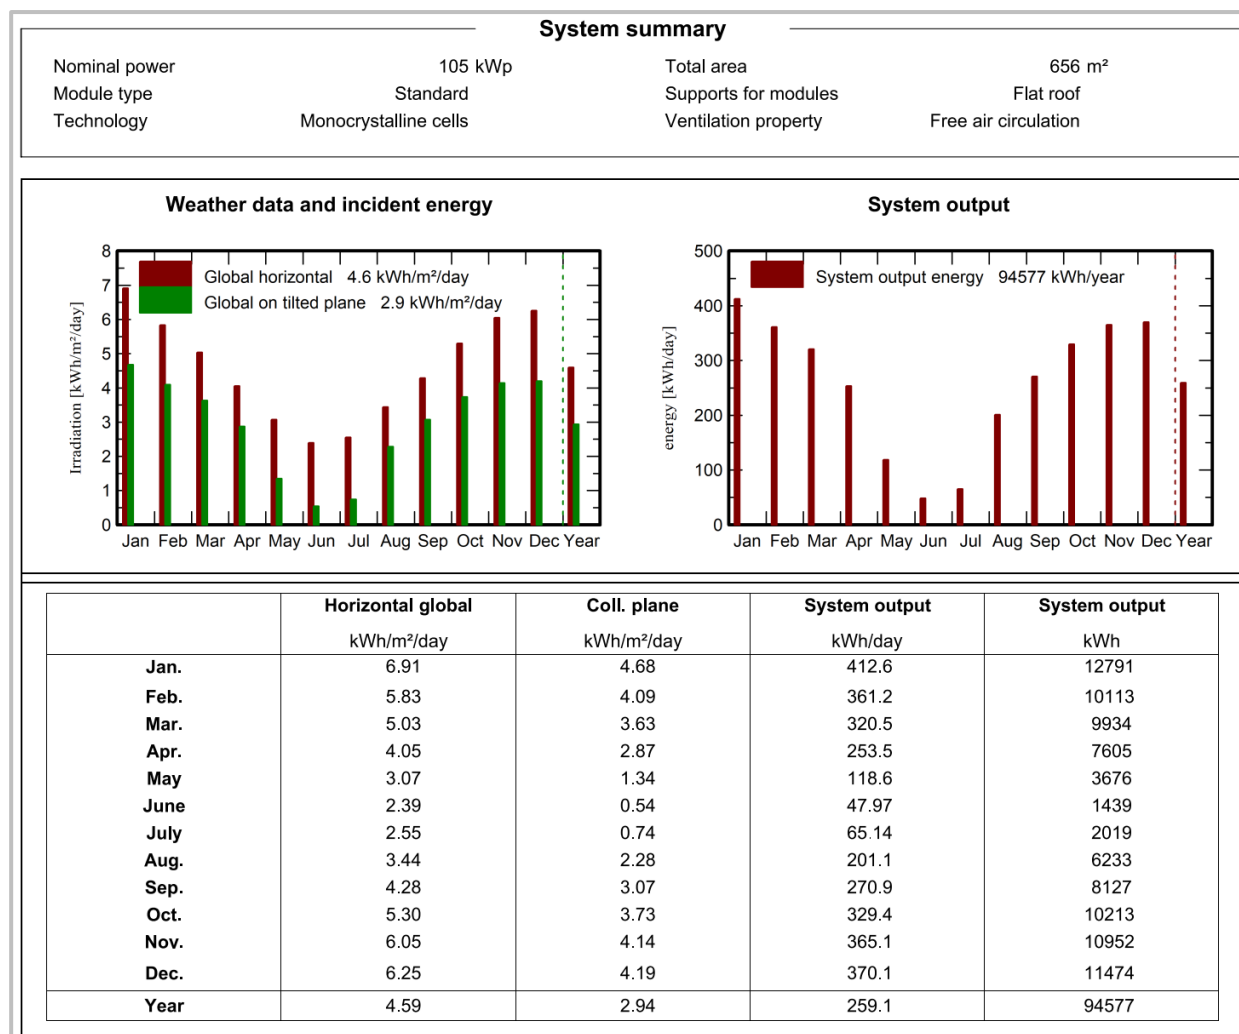 System summary
Nominal power 105 kWp Total area 656 m²
Module type Standard Supports for modules Flat roof
Technology Monocrystalline cells Ventilation property Free air circulation
Weather data and incident energy
8
7
6
5
4
3
2
1
0
Irradiation [kWh/m²/day]
Global horizontal 4.6 kWh/m²/day
Global on tilted plane 2.9 kWh/m²/day
Jan Feb Mar Apr May Jun Jul Aug Sep Oct Nov Dec Year
System output
500
400
300
200
100
0
energy [kWh/day]
System output energy 94577 kWh/year
Jan Feb Mar Apr May Jun Jul Aug Sep Oct Nov Dec Year
Horizontal global Coll. plane System output System output
kWh/m²/day kWh/m²/day kWh/day kWh
Jan. 6.91 4.68 412.6 12791
Feb. 5.83 4.09 361.2 10113
Mar. 5.03 3.63 320.5 9934
Apr. 4.05 2.87 253.5 7605
May 3.07 1.34 118.6 3676
June 2.39 0.54 47.97 1439
July 2.55 0.74 65.14 2019
Aug. 3.44 2.28 201.1 6233
Sep. 4.28 3.07 270.9 8127
Oct. 5.30 3.73 329.4 10213
Nov. 6.05 4.14 365.1 10952
Dec. 6.25 4.19 370.1 11474
Year 4.59 2.94 259.1 94577